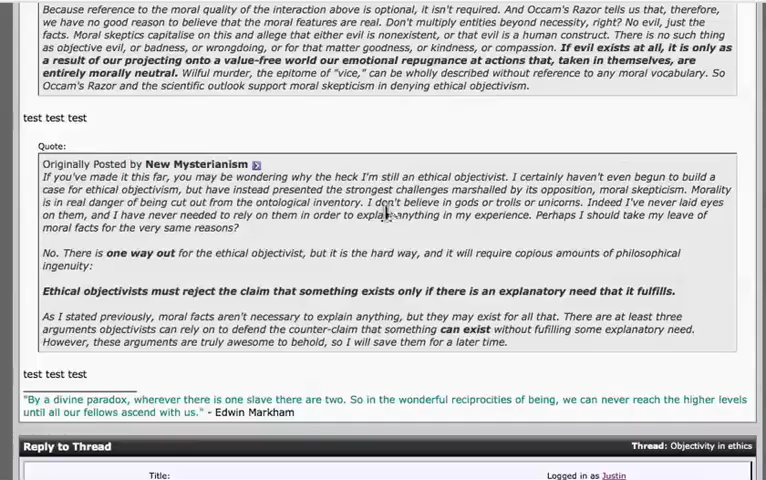 Because reference to the moral quality of the interaction above is optional, it isn't required. And Occam's Razor tells us that, therefore,
we have no good reason to believe that the moral features are real. Don't multiply entities beyond necessity, right? No evil, just the
facts. Moral skeptics capitalise on this and allege that either evil is nonexistent, or that evil is a human construct. There is no such
thing as objective evil, or badness, or wrongdoing, or for that matter goodness, or kindness, or compassion. If evil exists at all, it is only as
a result of our projecting onto a value-free world our emotional repugnance at actions that, taken in themselves, are
entirely morally neutral. Wilful murder, the epitome of "vice," can be wholly described without reference to any moral vocabulary. So
Occam's Razor and the scientific outlook support moral skepticism in denying ethical objectivism.
test test test
Quote:
Originally Posted by New Mysterianism
If you've made it this far, you may be wondering why the heck I'm still an ethical objectivist. I certainly haven't even begun to build a
case for ethical objectivism, but have instead presented the strongest challenges marshalled by its opposition, moral skepticism. Morality
is in real danger of being cut out from the ontological inventory. I don't believe in gods or trolls or unicorns. Indeed I've never laid eyes
on them, and I have never needed to rely on them in order to explain anything in my experience. Perhaps I should take my leave of
moral facts for the very same reasons?
No. There is one way out for the ethical objectivist, but it is the hard way, and it will require copious amounts of philosophical
ingenuity:
Ethical objectivists must reject the claim that something exists only if there is an explanatory need that it fulfills.
As I stated previously, moral facts aren't necessary to explain anything, but they may exist for all that. There are at least three
arguments objectivists can rely on to defend the counter-claim that something can exist without fufilling some explanatory need.
However, these arguments are truly awesome to behold, so I will save them for a later time.
test test test
"By a divine paradox, wherever there is one slave there are two. So in the wonderful reciprocities of being, we can never reach the higher levels
until all our fellows ascend with us." - Edwin Markham
Reply to Thread Thread: Objectivity in ethics
Title: Logged in as Justin